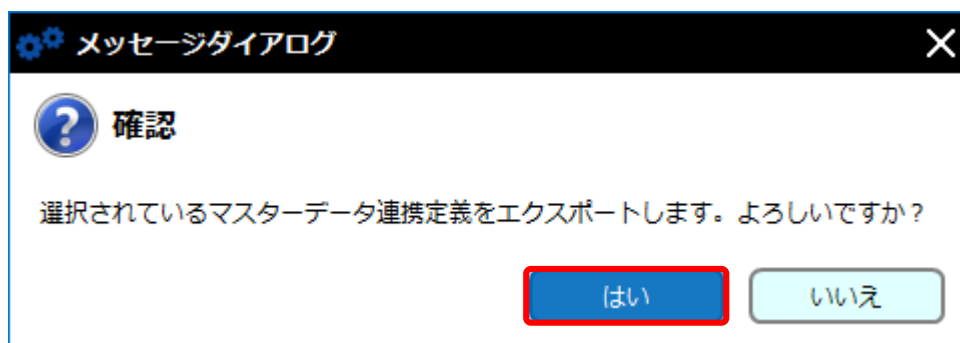 メッセージダイアログ
確認
選択されているマスターデータ連携定義をエクスポートします。よろしいですか？
はい
いいえ